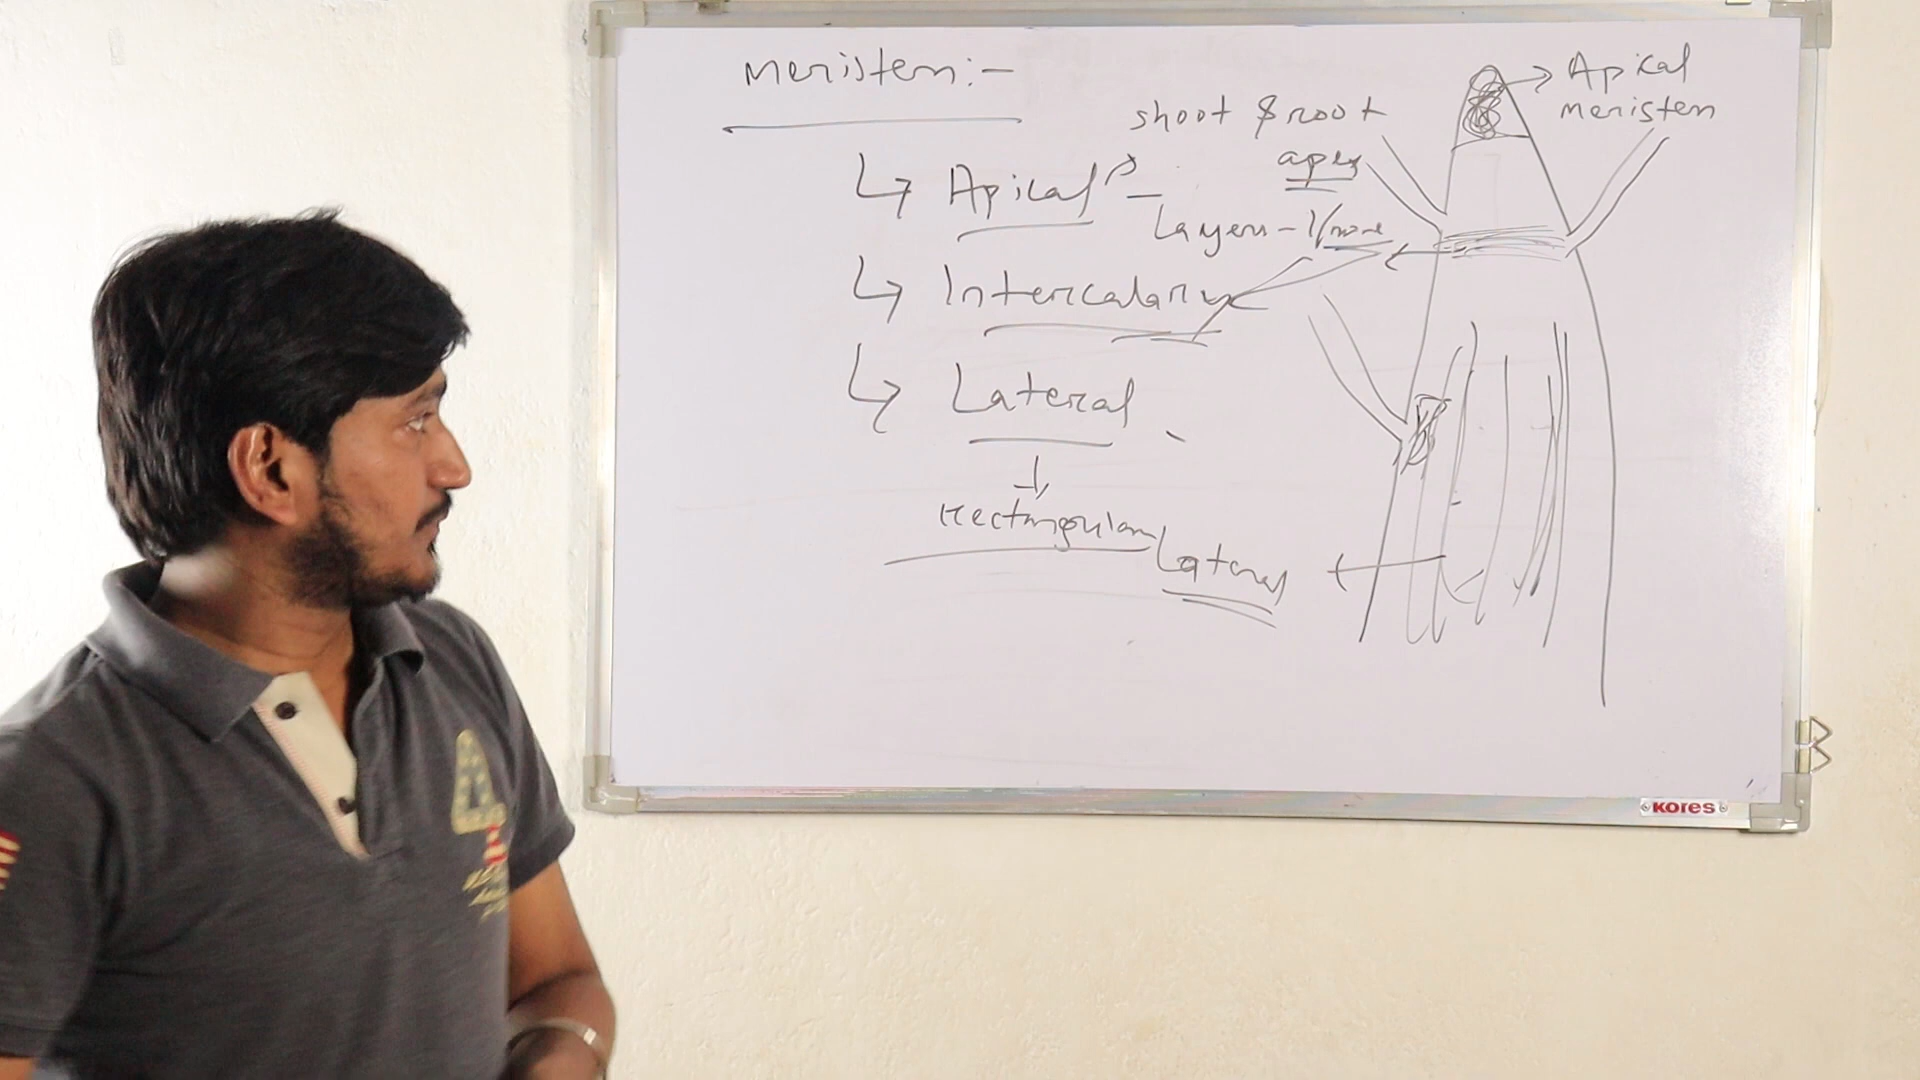 Meristem:-
↳ Apical -
shoot & root
apex
Layers - 1/more
↳ Intercalary
↳ Lateral
Rectangular
Lateral
Apical
meristem
KORES